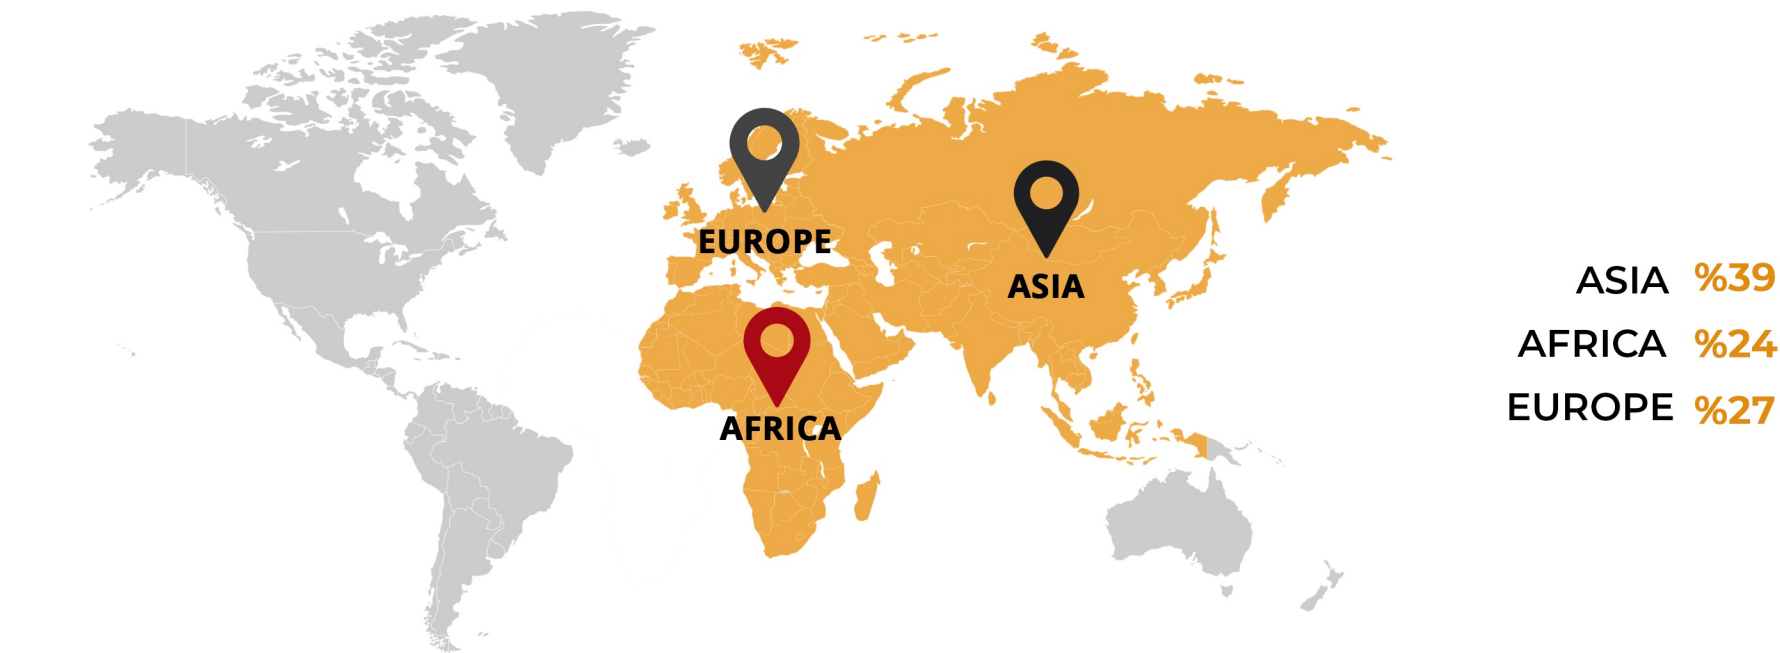 EUROPE
ASIA
AFRICA
ASIA %39
AFRICA %24
EUROPE %27